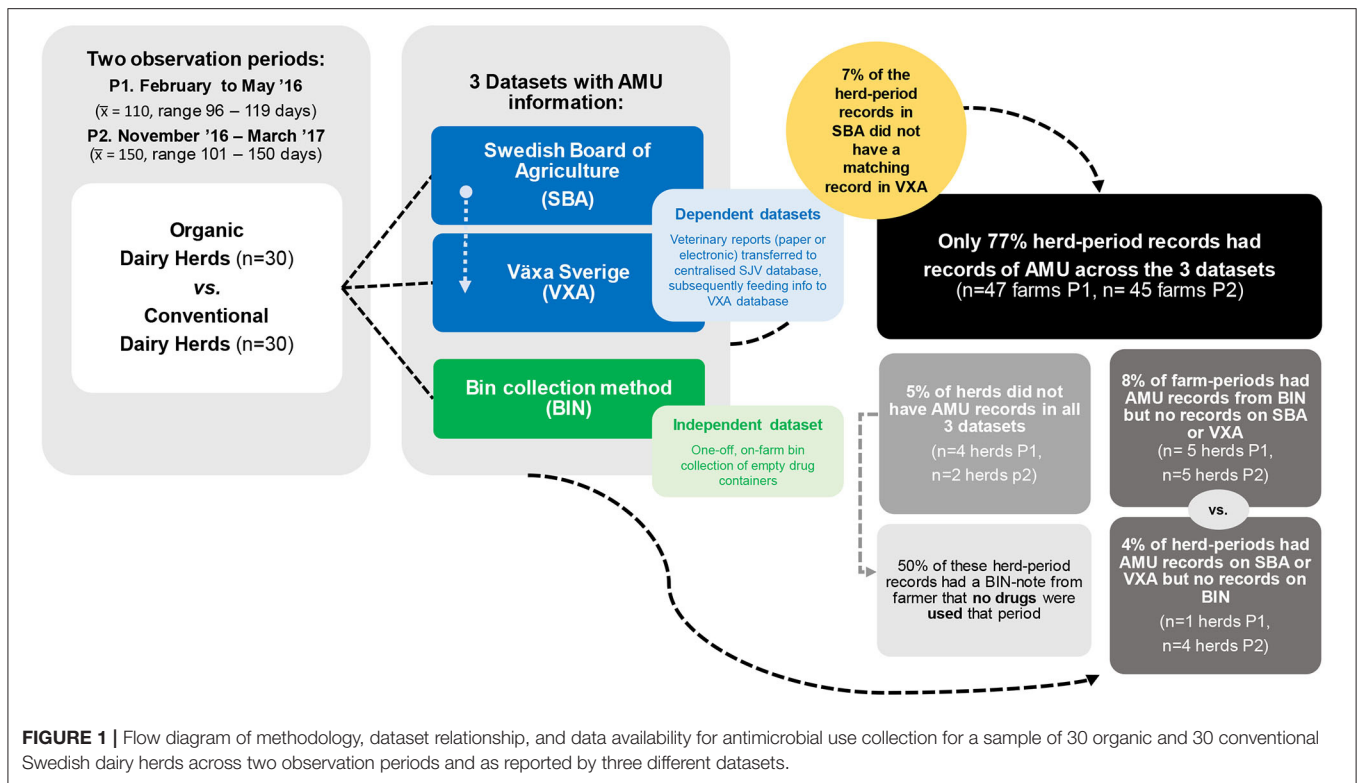 Two observation periods:
P1. February to May '16
(x̅ = 110, range 96 – 119 days)
P2. November '16 – March '17
(x̅ = 150, range 101 – 150 days)
Organic
Dairy Herds (n=30)
vs.
Conventional
Dairy Herds (n=30)
3 Datasets with AMU
information:
Swedish Board of
Agriculture
(SBA)
Växa Sverige
(VXA)
Dependent datasets
Veterinary reports (paper or
electronic) transferred to
centralised SJV database,
subsequently feeding info to
VXA database
Bin collection method
(BIN)
Independent dataset
One-off, on-farm bin
collection of empty drug
containers
7% of the
herd-period
records in
SBA did not
have a
matching
record in VXA
Only 77% herd-period records had
records of AMU across the 3 datasets
(n=47 farms P1, n= 45 farms P2)
5% of herds did not
have AMU records in all
3 datasets
(n=4 herds P1,
n=2 herds p2)
50% of these herd-period
records had a BIN-note from
farmer that no drugs were
used that period
8% of farm-periods had
AMU records from BIN
but no records on SBA
or VXA
(n= 5 herds P1,
n=5 herds P2)
vs.
4% of herd-periods had
AMU records on SBA or
VXA but no records on
BIN
(n=1 herds P1,
n=4 herds P2)
FIGURE 1 | Flow diagram of methodology, dataset relationship, and data availability for antimicrobial use collection for a sample of 30 organic and 30 conventional
Swedish dairy herds across two observation periods and as reported by three different datasets.